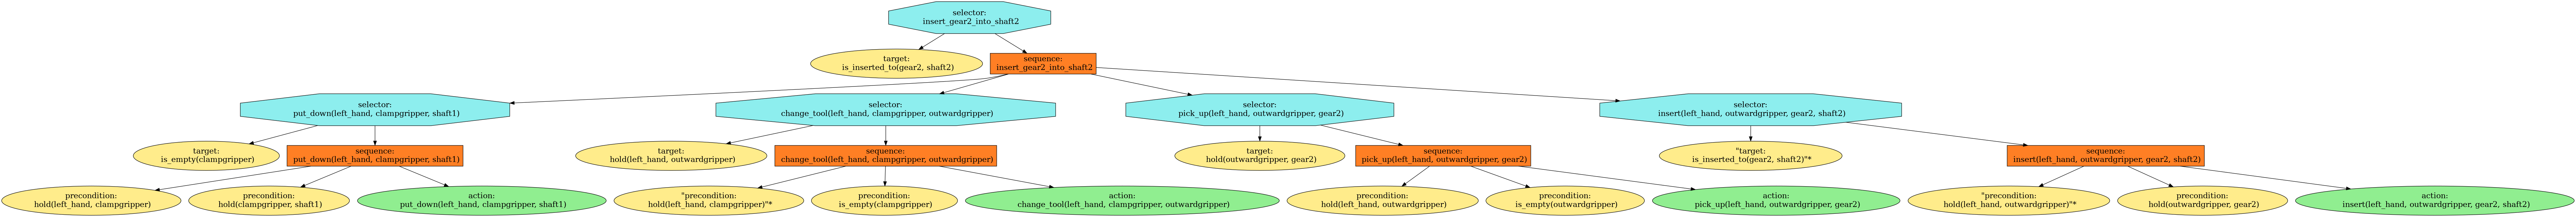 selector:
insert_gear2_into_shaft2
target:
is_inserted_to(gear2, shaft2)
sequence:
insert_gear2_into_shaft2
selector:
put_down(left_hand, clampgripper, shaft1)
selector:
change_tool(left_hand, clampgripper, outwardgripper)
selector:
pick_up(left_hand, outwardgripper, gear2)
selector:
insert(left_hand, outwardgripper, gear2, shaft2)
target:
is_empty(clampgripper)
sequence:
put_down(left_hand, clampgripper, shaft1)
target:
hold(left_hand, outwardgripper)
sequence:
change_tool(left_hand, clampgripper, outwardgripper)
target:
hold(outwardgripper, gear2)
sequence:
pick_up(left_hand, outwardgripper, gear2)
"target:
is_inserted_to(gear2, shaft2)"*
sequence:
insert(left_hand, outwardgripper, gear2, shaft2)
precondition:
hold(left_hand, clampgripper)
precondition:
hold(clampgripper, shaft1)
action:
put_down(left_hand, clampgripper, shaft1)
"precondition:
hold(left_hand, clampgripper)"*
precondition:
is_empty(clampgripper)
action:
change_tool(left_hand, clampgripper, outwardgripper)
precondition:
hold(left_hand, outwardgripper)
precondition:
is_empty(outwardgripper)
action:
pick_up(left_hand, outwardgripper, gear2)
"precondition:
hold(left_hand, outwardgripper)"*
precondition:
hold(outwardgripper, gear2)
action:
insert(left_hand, outwardgripper, gear2, shaft2)